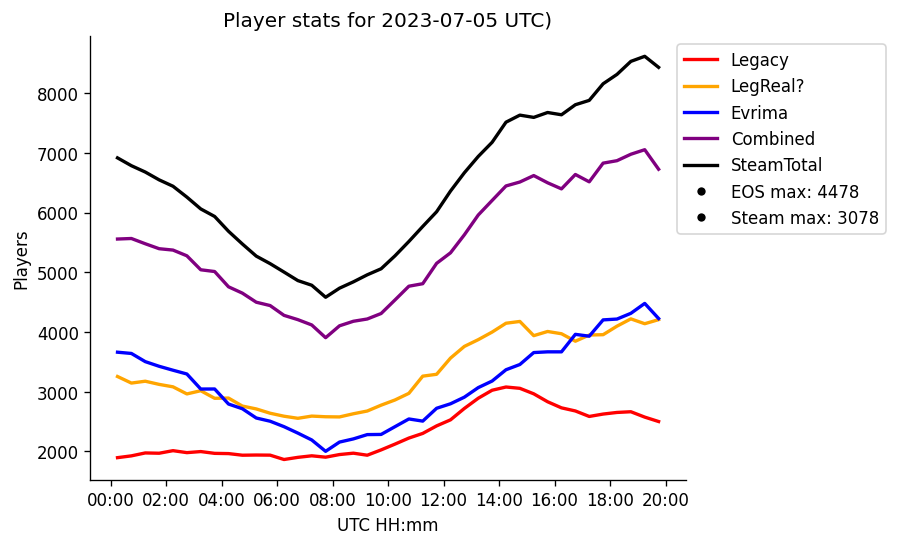 Player stats for 2023-07-05 UTC)
Legacy
LegReal?
Evrima
Combined
SteamTotal
EOS max: 4478
Steam max: 3078
Players
8000
7000
6000
5000
4000
3000
2000
00:00 02:00 04:00 06:00 08:00 10:00 12:00 14:00 16:00 18:00 20:00
UTC HH:mm